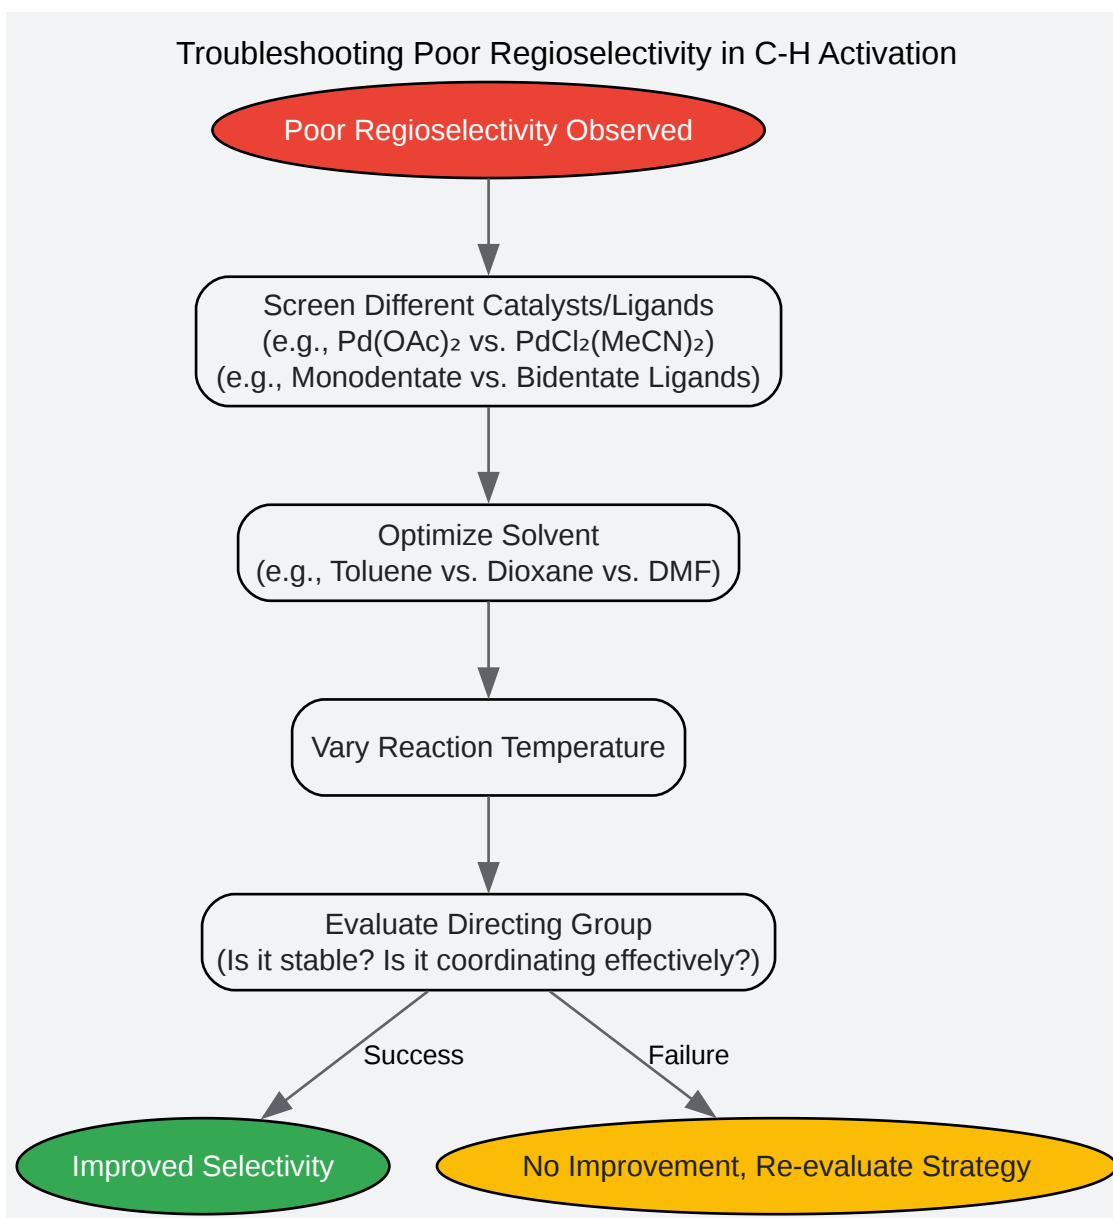 Troubleshooting Poor Regioselectivity in C-H Activation
Poor Regioselectivity Observed
Screen Different Catalysts/Ligands
(e.g., Pd(OAc)₂ vs. PdCl₂(MeCN)₂)
(e.g., Monodentate vs. Bidentate Ligands)
Optimize Solvent
(e.g., Toluene vs. Dioxane vs. DMF)
Vary Reaction Temperature
Evaluate Directing Group
(Is it stable? Is it coordinating effectively?)
Success
Failure
Improved Selectivity
No Improvement, Re-evaluate Strategy